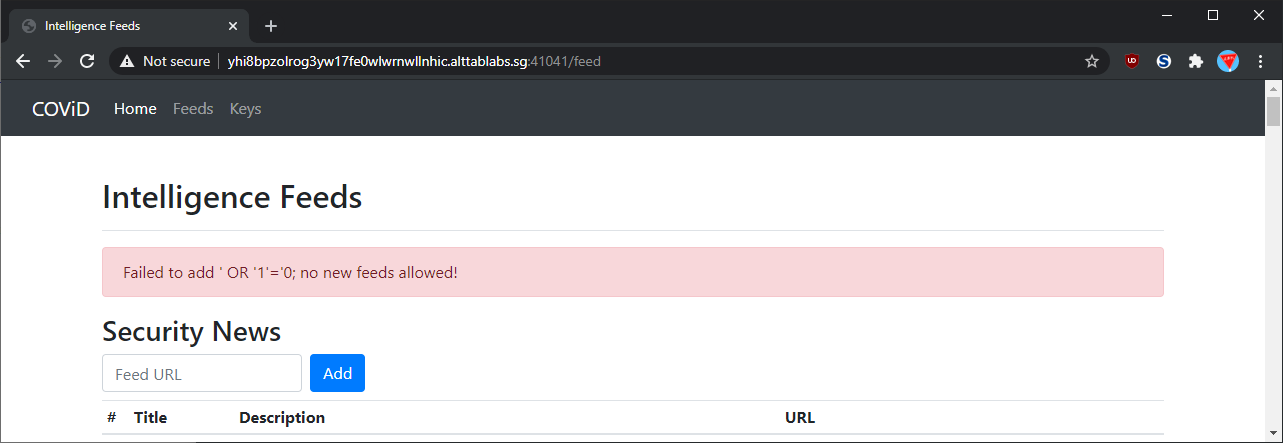 Intelligence Feeds
Not secure yhi8bpzolrog3yw17fe0wlwrnwllnhic.alttablabs.sg:41041/feed
COViD Home Feeds Keys
Intelligence Feeds
Failed to add ' OR '1'='0; no new feeds allowed!
Security News
Feed URL Add
# Title Description URL